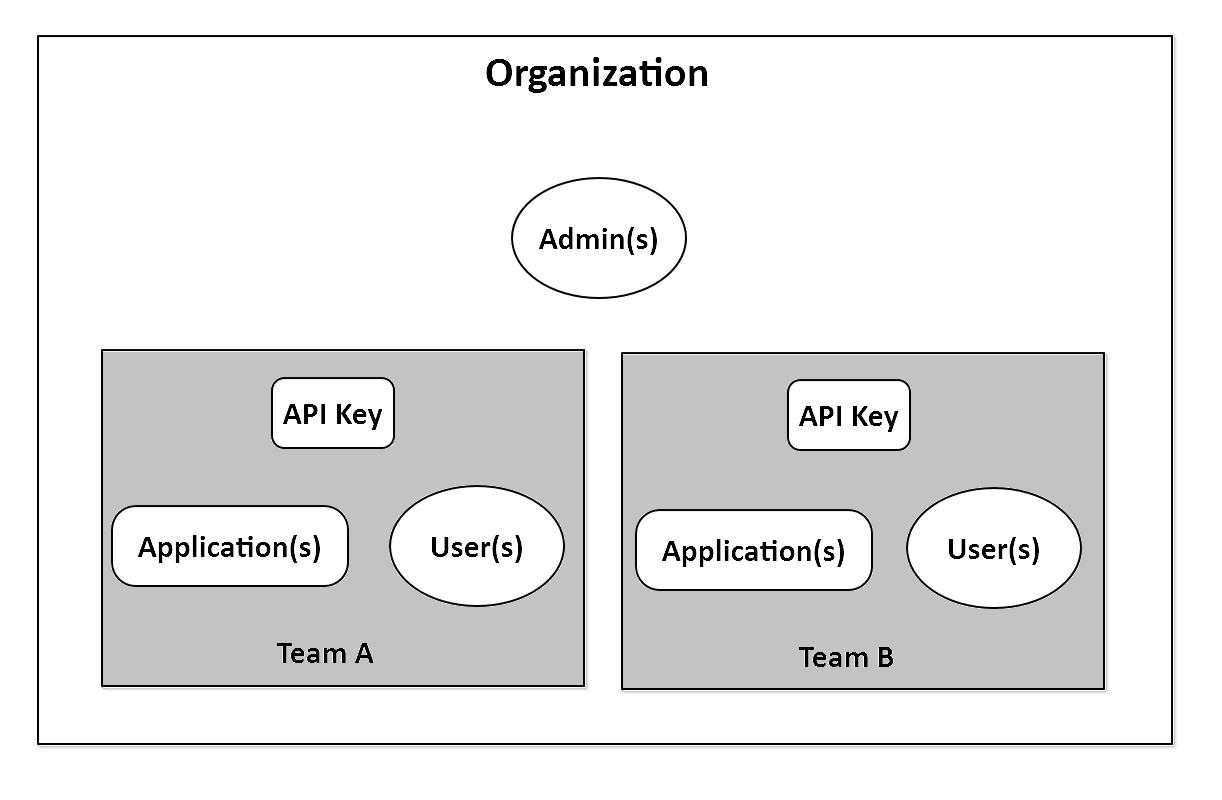 Organization
Admin(s)
API Key
Application(s)
User(s)
Team A
API Key
Application(s)
User(s)
Team B